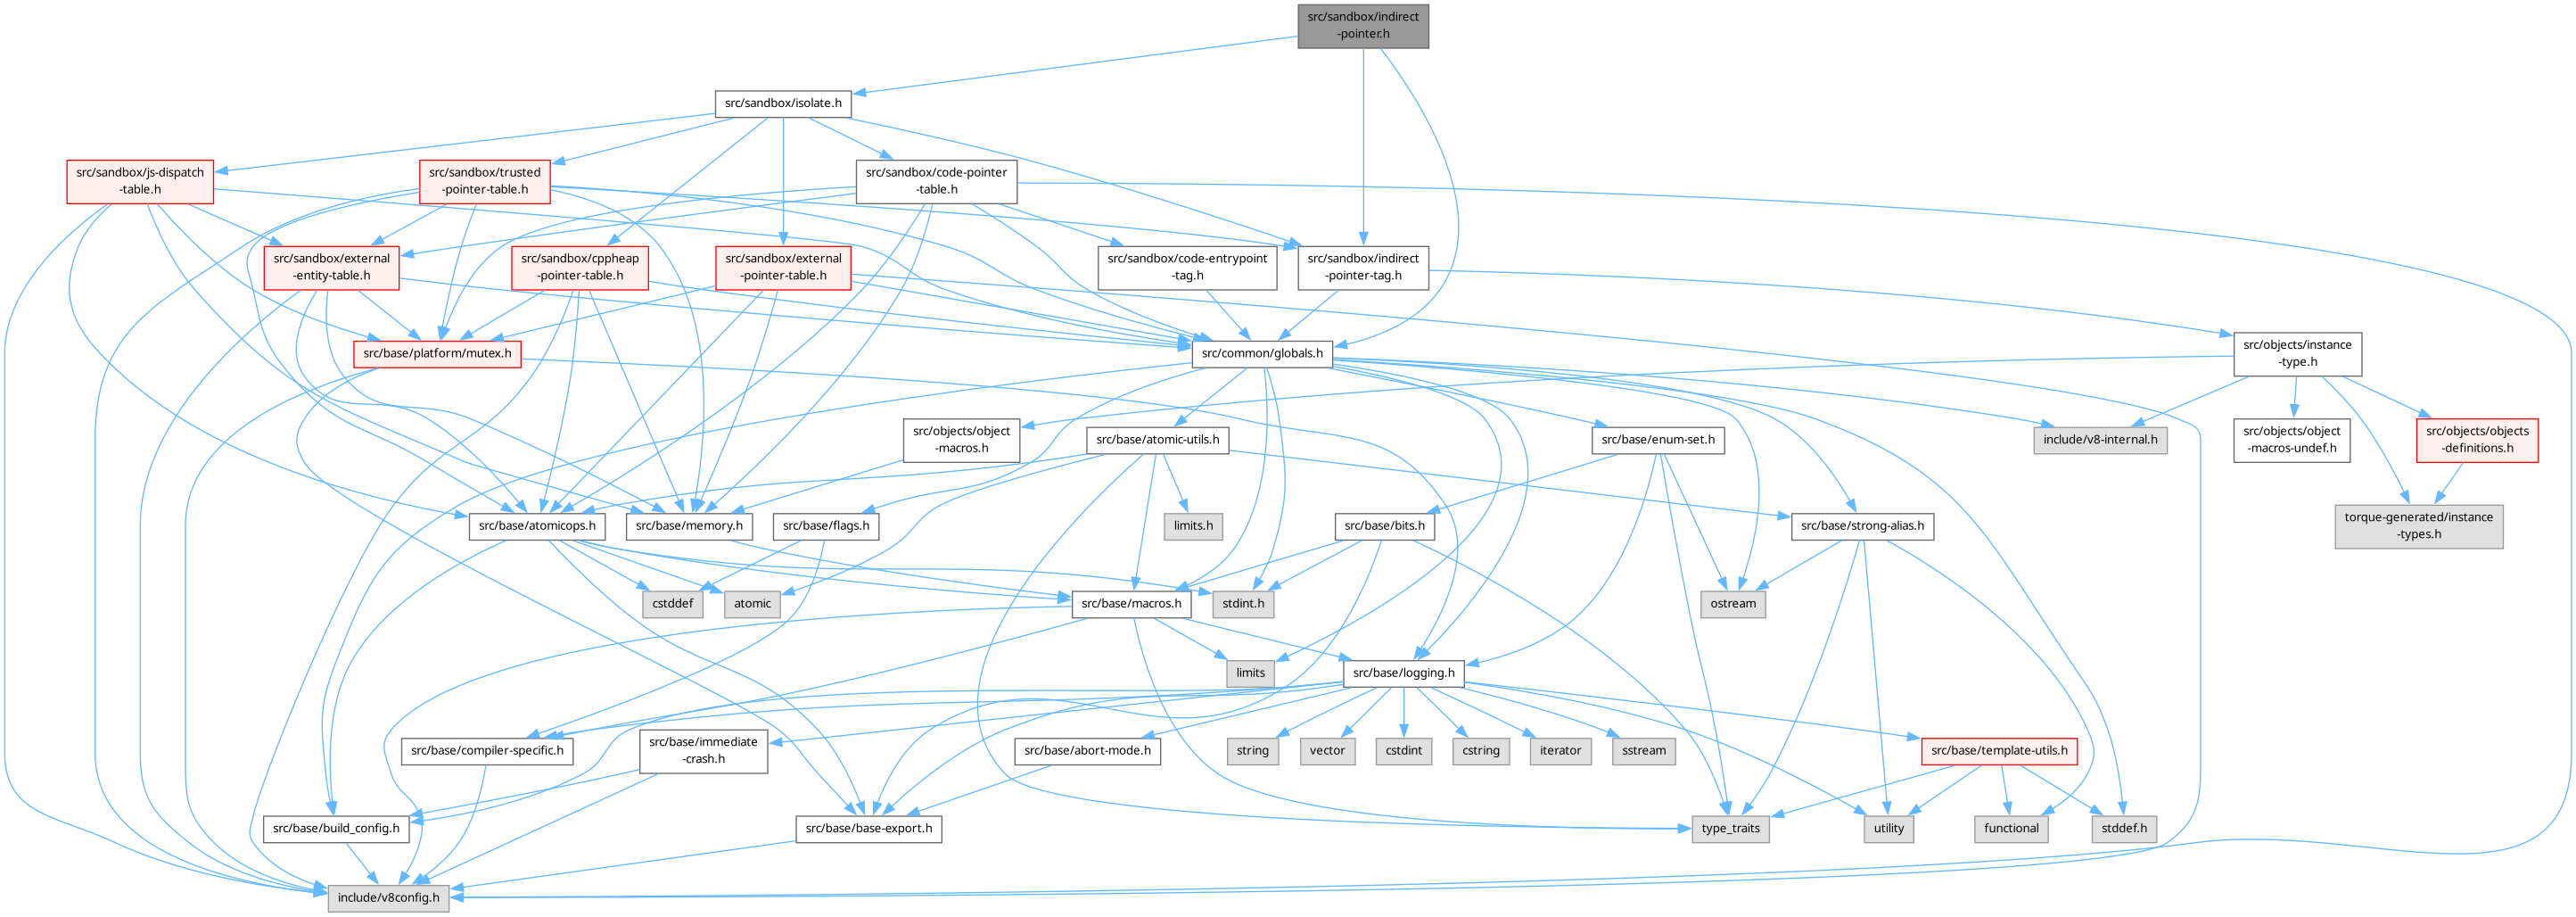 src/sandbox/indirect
-pointer.h
src/sandbox/isolate.h
src/sandbox/js-dispatch
-table.h
src/sandbox/trusted
-pointer-table.h
src/sandbox/code-pointer
-table.h
src/sandbox/external
-entity-table.h
src/sandbox/cppheap
-pointer-table.h
src/sandbox/external
-pointer-table.h
src/sandbox/code-entrypoint
-tag.h
src/sandbox/indirect
-pointer-tag.h
src/base/platform/mutex.h
src/common/globals.h
src/objects/instance
-type.h
src/objects/object
-macros.h
src/base/atomic-utils.h
src/base/enum-set.h
include/v8-internal.h
src/objects/object
-macros-undef.h
src/objects/objects
-definitions.h
src/base/atomicops.h
src/base/memory.h
src/base/flags.h
limits.h
src/base/bits.h
src/base/strong-alias.h
torque-generated/instance
-types.h
cstddef
atomic
src/base/macros.h
stdint.h
ostream
limits
src/base/logging.h
src/base/compiler-specific.h
src/base/immediate
-crash.h
src/base/abort-mode.h
string
vector
cstdint
cstring
iterator
sstream
src/base/template-utils.h
src/base/build_config.h
src/base/base-export.h
type_traits
utility
functional
stddef.h
include/v8config.h